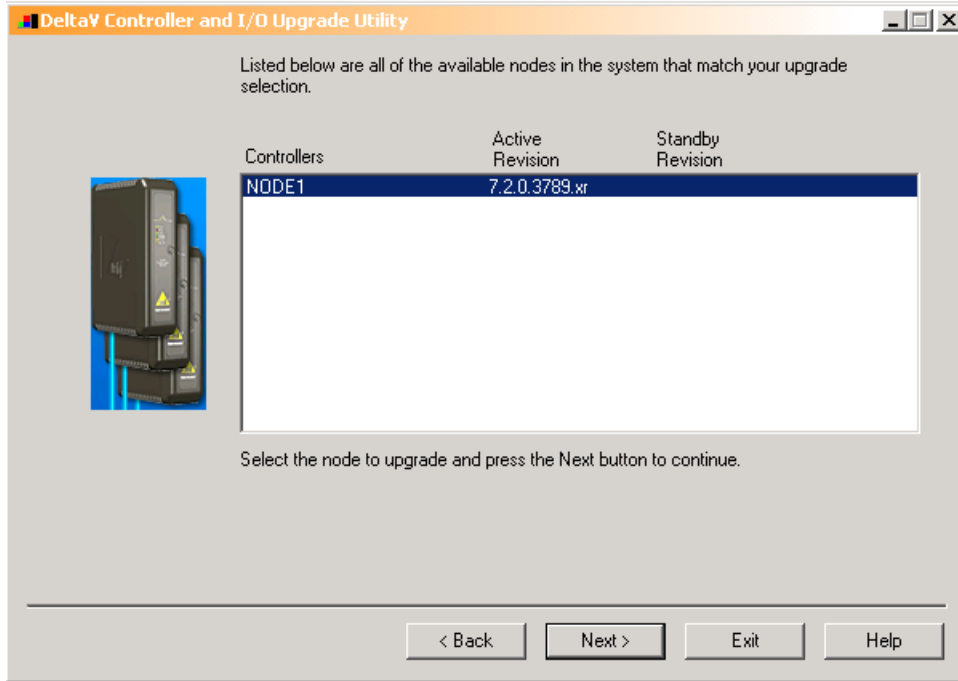 DeltaV Controller and I/O Upgrade Utility
Listed below are all of the available nodes in the system that match your upgrade
selection.
Active Standby
Controllers Revision Revision
NODE1 7.2.0.3789.xr
Select the node to upgrade and press the Next button to continue.
< Back Next > Exit Help